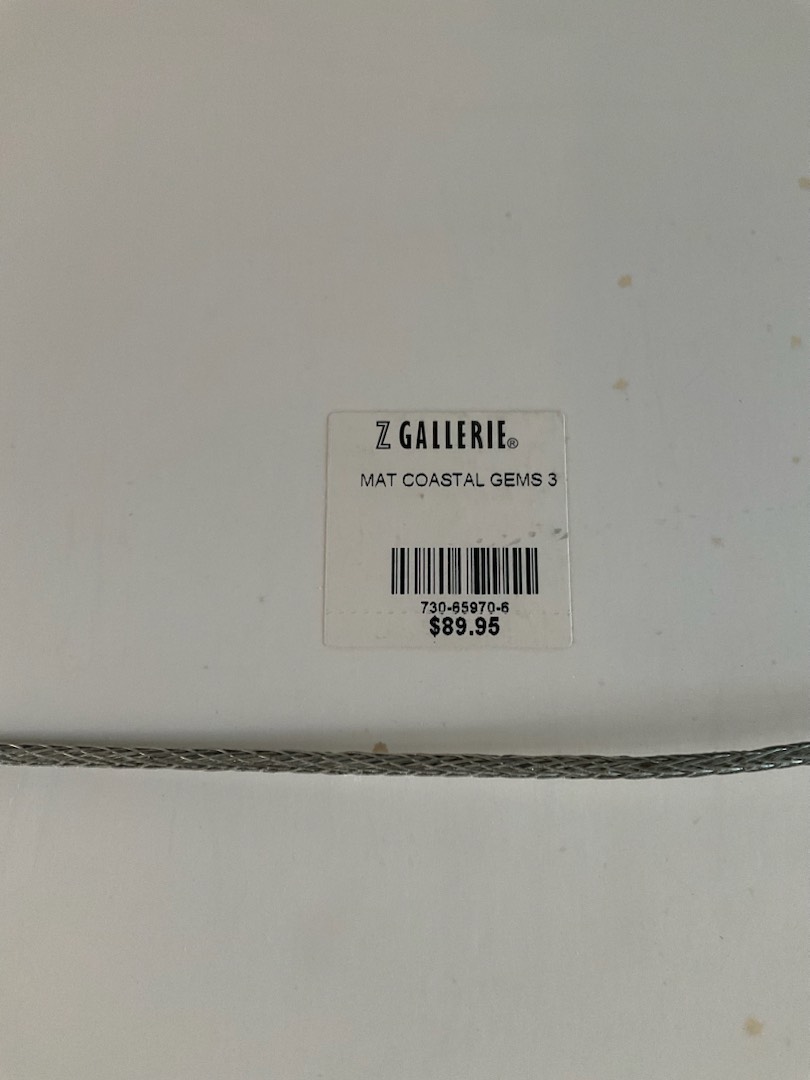 Z GALLERIE®
MAT COASTAL GEMS 3
730-65970-6
$89.95